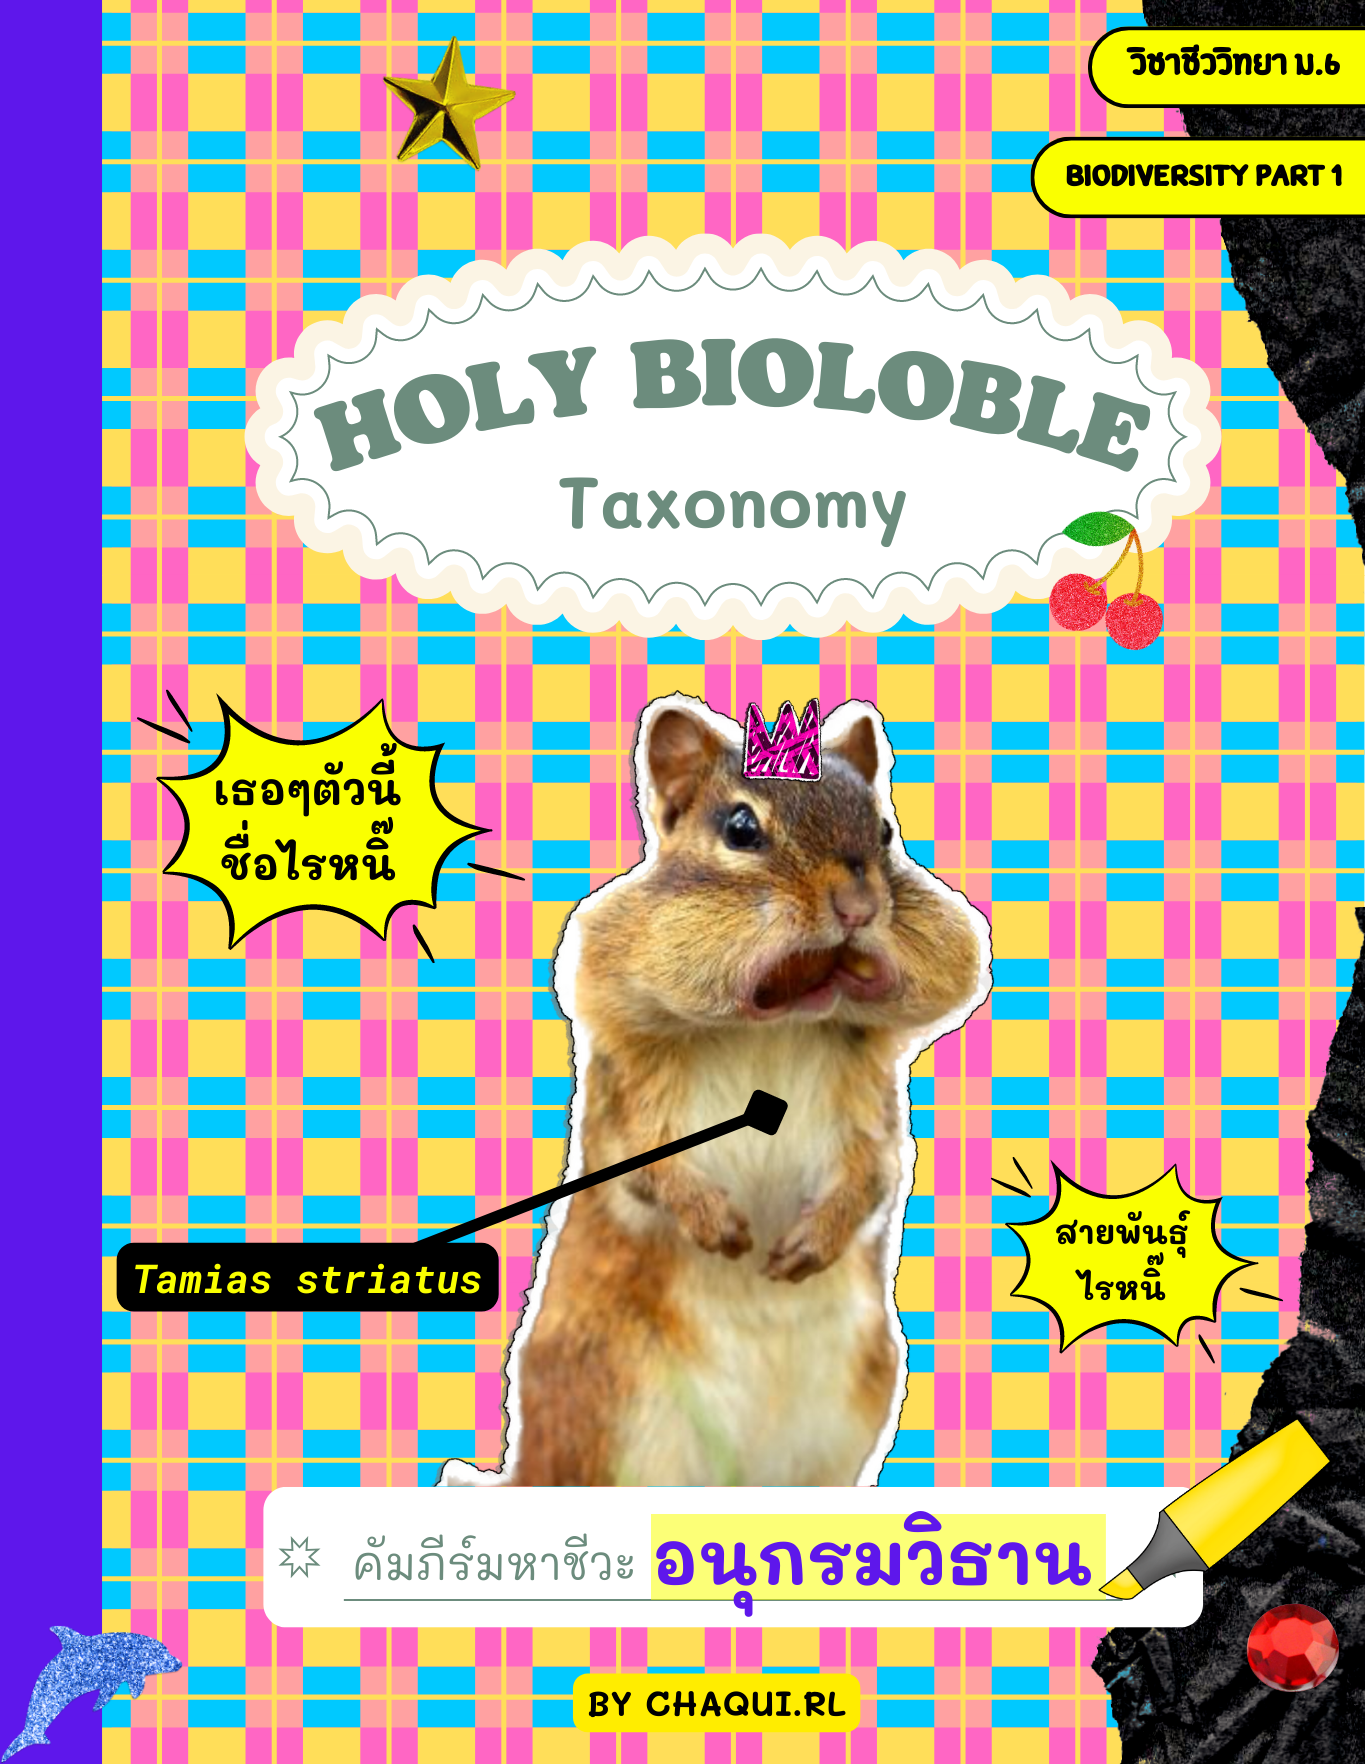 วิชาชีววิทยา ม.6
BIODIVERSITY PART 1
HOLY BIOLOBLE
Taxonomy
เธอๆตัวนี้
ชื่อไรหนิ๊
Tamias striatus
สายพันธุ์
ไรหนิ๊
คัมภีร์มหาชีวะ อนุกรมวิธาน
BY CHAQUI.RL